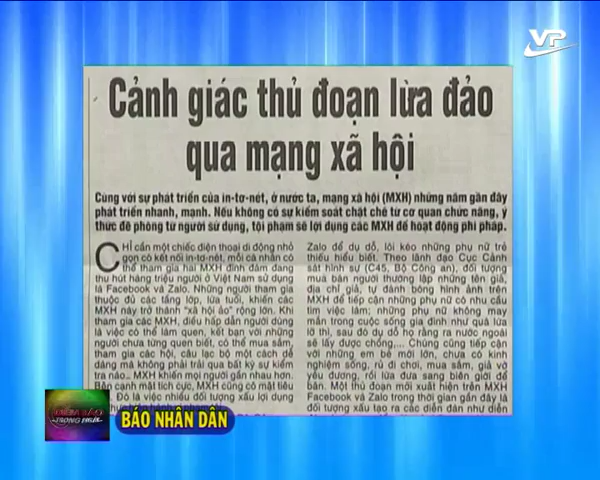 VP
Cảnh giác thủ đoạn lừa đảo
qua mạng xã hội
Cùng với sự phát triển của in-tơ-nét, ở nước ta, mạng xã hội (MXH) những năm gần đây
phát triển nhanh, mạnh. Nếu không có sự kiểm soát chặt chẽ từ cơ quan chức năng, ý
thức đề phòng từ người sử dụng, tội phạm sẽ lợi dụng các MXH để hoạt động phi pháp.
CHỈ cần một chiếc điện thoại di động nhỏ
gọn có kết nối in-tơ-nét, mỗi cá nhân có
thể tham gia hai MXH đình đám đang
thu hút hàng triệu người ở Việt Nam sử dụng
là Facebook và Zalo. Những người tham gia
thuộc đủ các tầng lớp, lứa tuổi, khiến các
MXH này trở thành "xã hội ảo" rộng lớn. Khi
tham gia các MXH, điều hấp dẫn người dùng
là việc có thể làm quen, kết bạn với những
người chưa từng quen biết, có thể mua sắm,
tham gia các hội, câu lạc bộ một cách dễ
dàng mà không phải trải qua bất kỳ sự kiểm
tra nào... MXH khiến mọi người gần nhau hơn.
Bên cạnh mặt tích cực, MXH cũng có mặt tiêu
Đó là việc nhiều đối tượng xấu lợi dụng
Zalo để dụ dỗ, lôi kéo những phụ nữ trẻ
thiếu hiểu biết. Theo lãnh đạo Cục Cảnh
sát hình sự (C45, Bộ Công an), đối tượng
mua bán người thường lập những tên giả,
địa chỉ giả, tự đánh bóng hình ảnh trên
MXH để tiếp cận những phụ nữ có nhu cầu
tìm việc làm; những phụ nữ không may
mắn trong cuộc sống gia đình như quá lứa
lỡ thì, sau đó dụ dỗ họ rằng ra nước ngoài
sẽ lấy được chồng,... Chúng cũng tiếp cận
với những em bé mới lớn, chưa có kinh
nghiệm sống, rủ đi chơi, mua sắm, giả vờ
yêu đương, rồi lừa đưa sang biên giới để
bán. Một thủ đoạn mới xuất hiện trên MXH
Facebook và Zalo trong thời gian gần đây là
đối tượng xấu tạo ra các diễn đàn như diễn
BÁO NHÂN DÂN